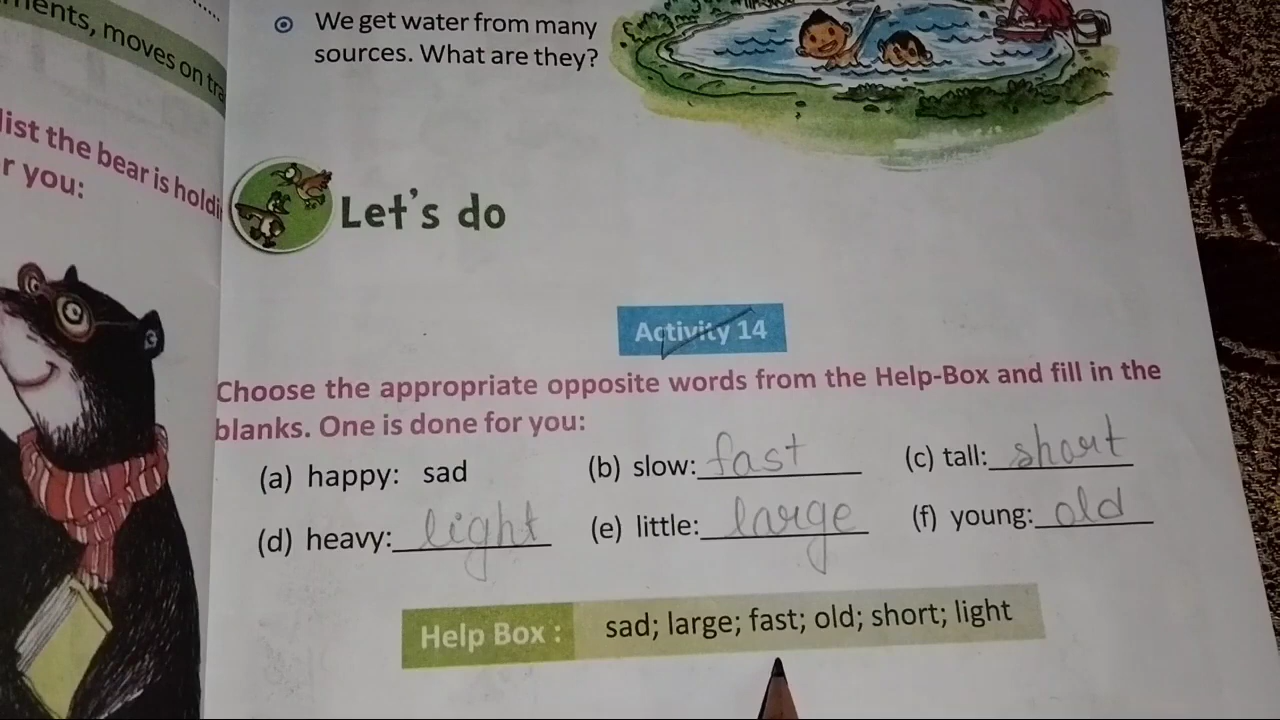 ments, moves on tra
list the bear is holdi
r you:
We get water from many
sources. What are they?
Let's do
Activity 14
Choose the appropriate opposite words from the Help-Box and fill in the
blanks. One is done for you:
(a) happy: sad (b) slow: fast (c) tall: short
(d) heavy: light (e) little: large (f) young: old
Help Box : sad; large; fast; old; short; light